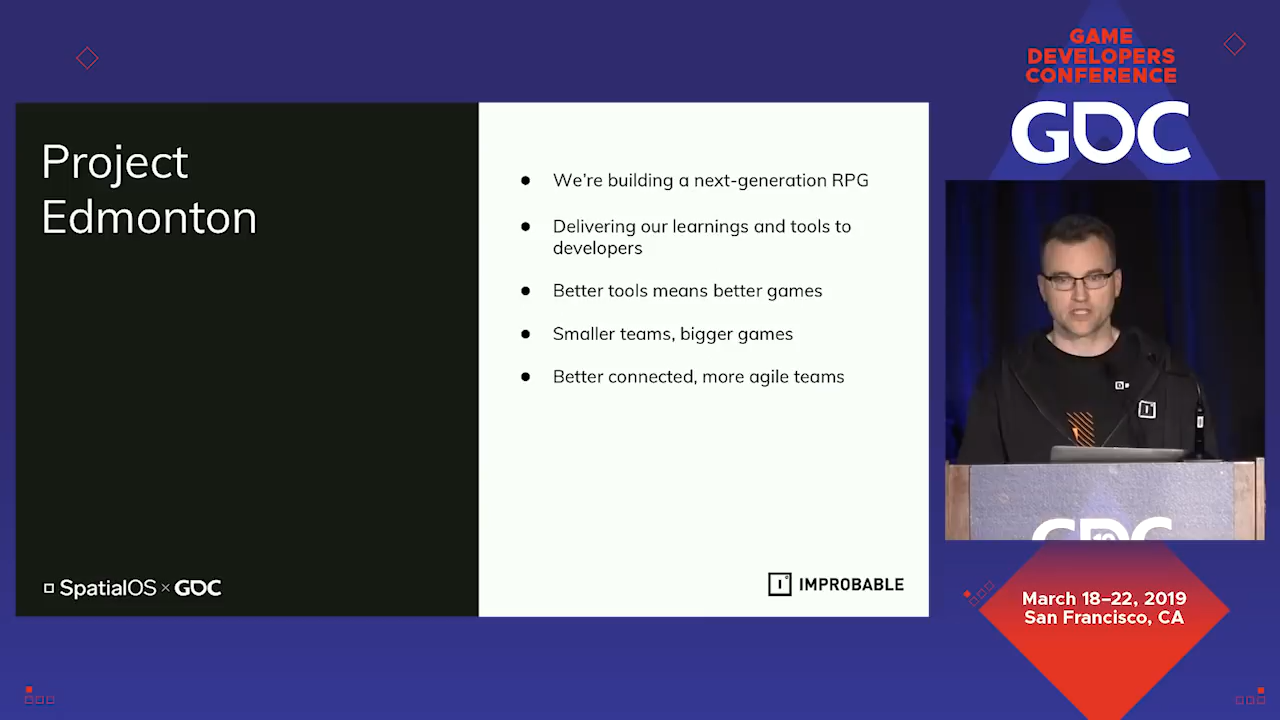 GAME
DEVELOPERS
CONFERENCE
GDC
Project
Edmonton
● We're building a next-generation RPG
● Delivering our learnings and tools to
developers
● Better tools means better games
● Smaller teams, bigger games
● Better connected, more agile teams
SpatialOS × GDC
IMPROBABLE
GDC
19
March 18–22, 2019
San Francisco, CA